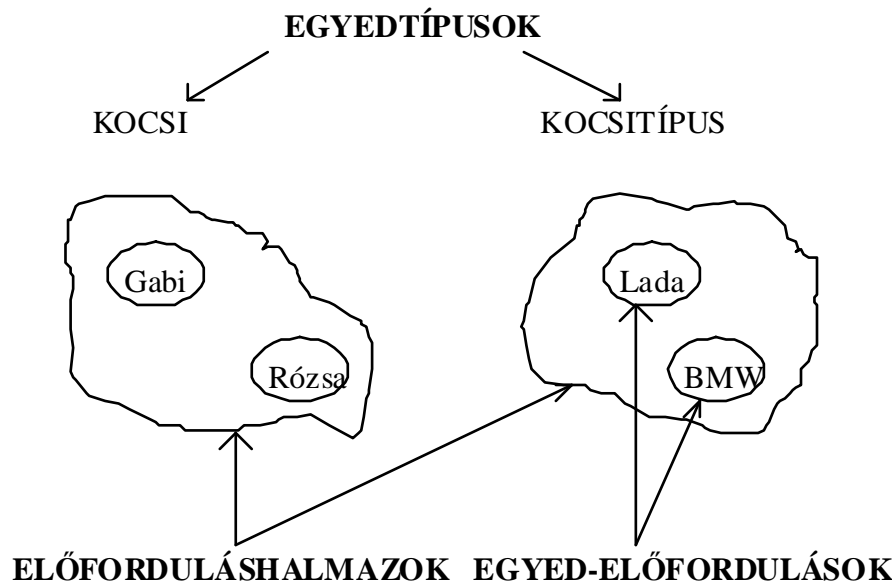 EGYEDTÍPUSOK
KOCSI KOCSITÍPUS
Gabi Lada
Rózsa BMW
ELŐFORDULÁSHALMAZOK EGYED-ELŐFORDULÁSOK